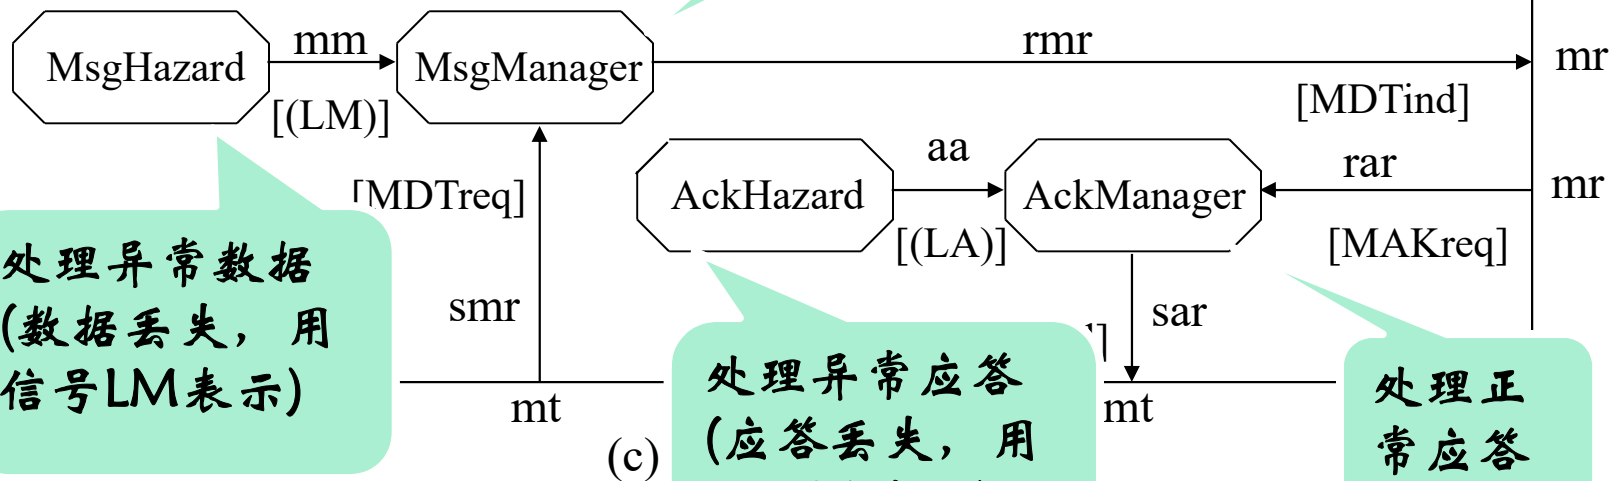 mm
rmr
mr
MsgHazard
MsgManager
[(LM)]
[MDTind]
aa
rar
[MDTreq]
AckHazard
AckManager
mr
[(LA)]
[MAKreq]
处理异常数据
(数据丢失，用
信号LM表示)
smr
sar
处理异常应答
(应答丢失，用
处理正
常应答
mt
mt
(c)